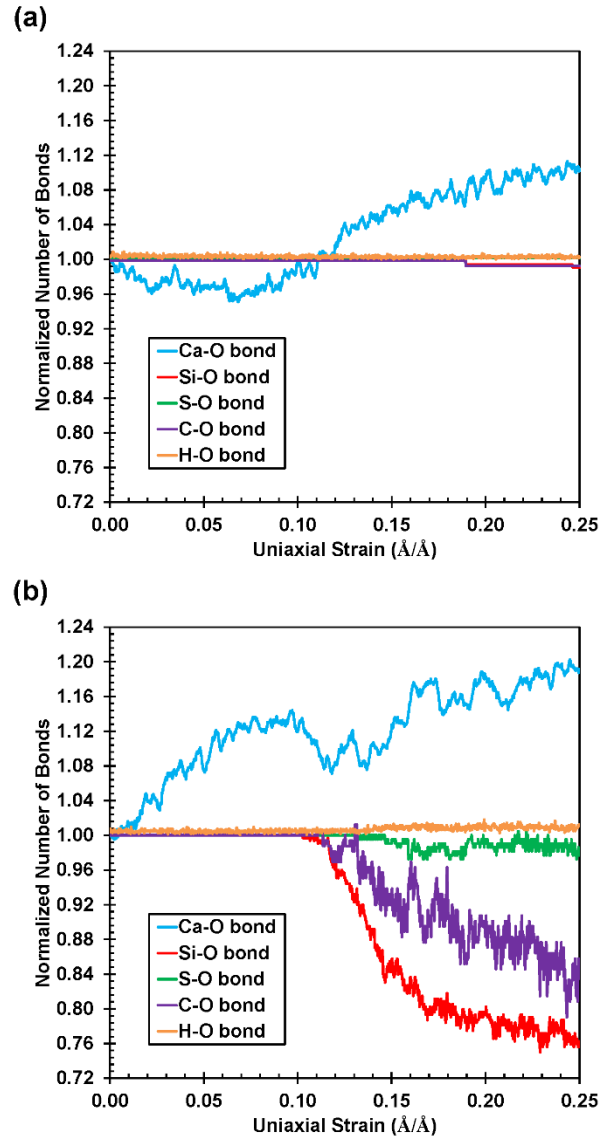 (a)
Normalized Number of Bonds
1.24
1.20
1.16
1.12
1.08
1.04
1.00
0.96
0.92
0.88
0.84
0.80
0.76
0.72
Ca-O bond
Si-O bond
S-O bond
C-O bond
H-O bond
0.00 0.05 0.10 0.15 0.20 0.25
Uniaxial Strain (Å/Å)
(b)
Normalized Number of Bonds
1.24
1.20
1.16
1.12
1.08
1.04
1.00
0.96
0.92
0.88
0.84
0.80
0.76
0.72
Ca-O bond
Si-O bond
S-O bond
C-O bond
H-O bond
0.00 0.05 0.10 0.15 0.20 0.25
Uniaxial Strain (Å/Å)